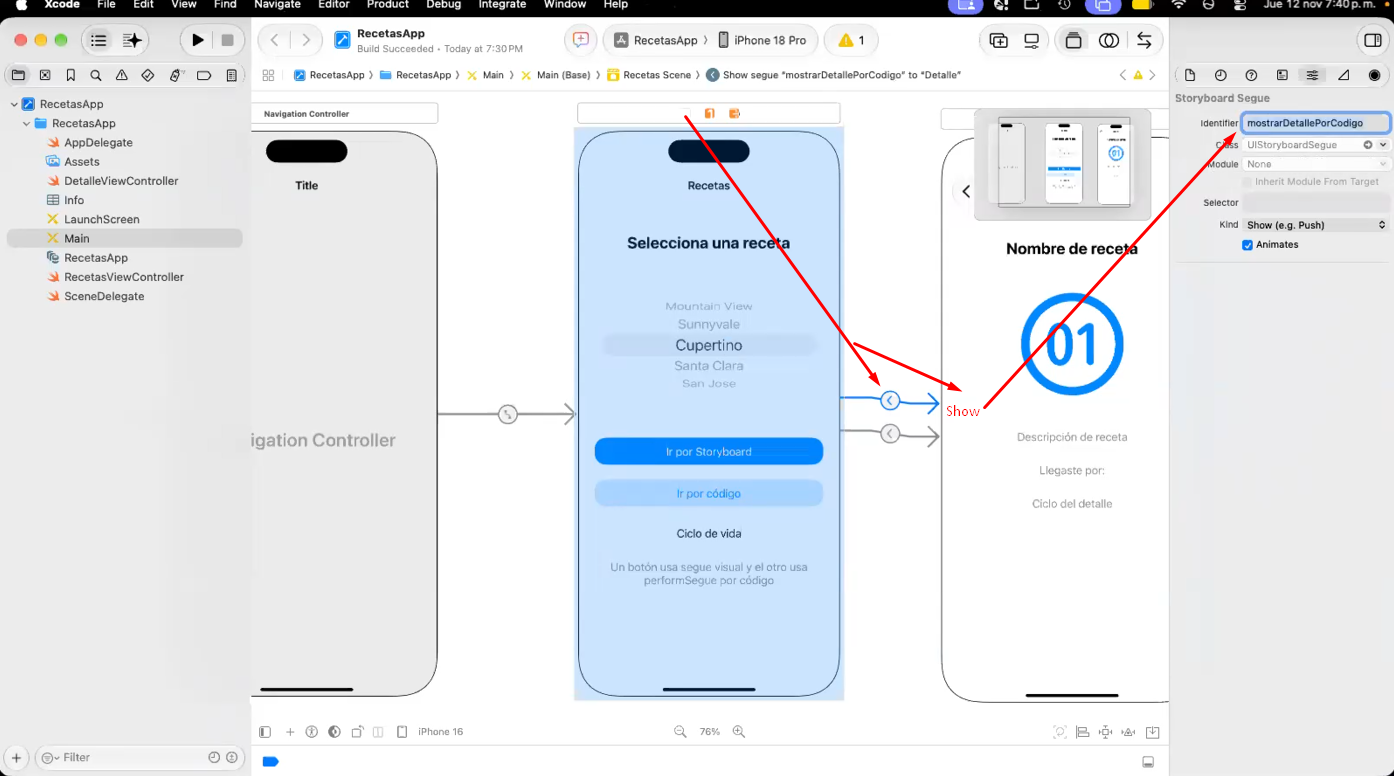 Xcode File Edit View Find Navigate Editor Product Debug Integrate Window Help Jue 12 nov 7:40 p.m.
RecetasApp
Build Succeeded • Today at 7:30 PM
RecetasApp iPhone 18 Pro
1
RecetasApp RecetasApp Main Main (Base) Recetas Scene Show segue “mostrarDetallePorCodigo” to “Detalle”
RecetasApp
RecetasApp
AppDelegate
Assets
DetalleViewController
Info
LaunchScreen
Main
RecetasApp
RecetasViewController
SceneDelegate
Filter
Navigation Controller
Title
igation Controller
Recetas
Selecciona una receta
Mountain View
Sunnyvale
Cupertino
Santa Clara
San Jose
Ir por Storyboard
Ir por código
Ciclo de vida
Un botón usa segue visual y el otro usa
performSegue por código
Show
01
Nombre de receta
01
Descripción de receta
Llegaste por:
Ciclo del detalle
iPhone 16
76%
Storyboard Segue
Identifier mostrarDetallePorCodigo
Class UIStoryboardSegue
Module None
Inherit Module From Target
Selector
Kind Show (e.g. Push)
Animates